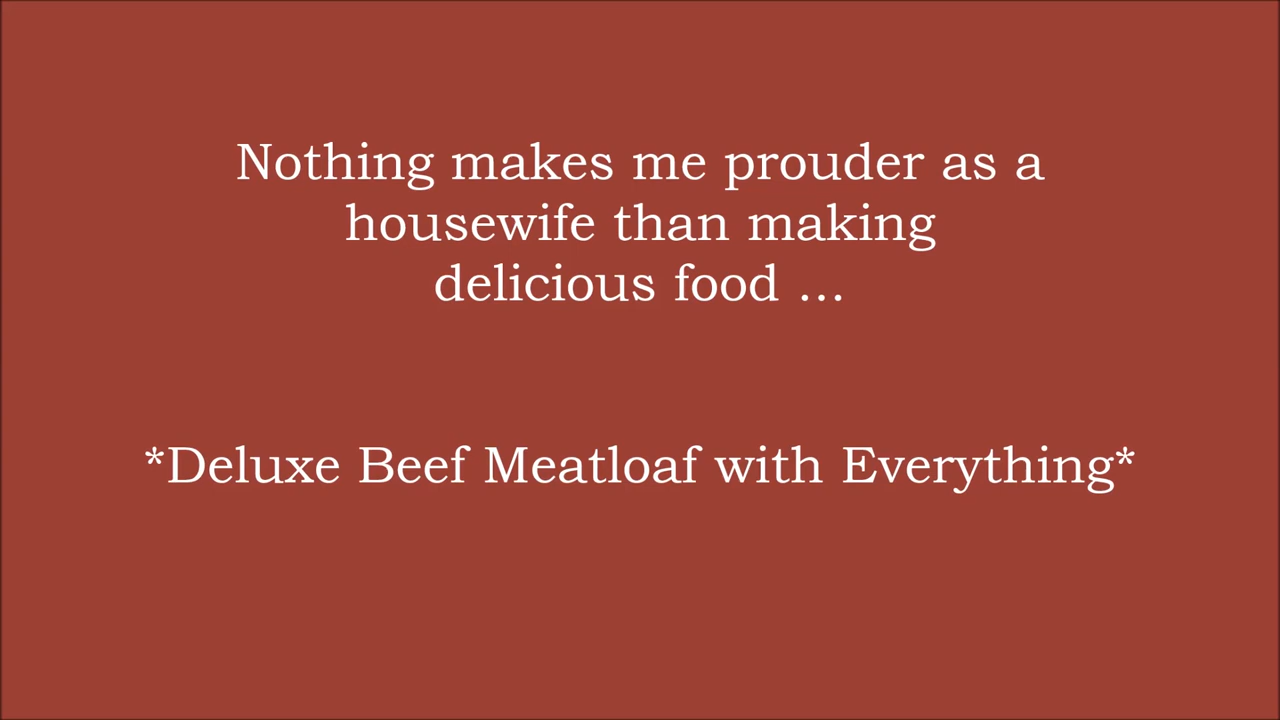 Nothing makes me prouder as a
housewife than making
delicious food ...
*Deluxe Beef Meatloaf with Everything*